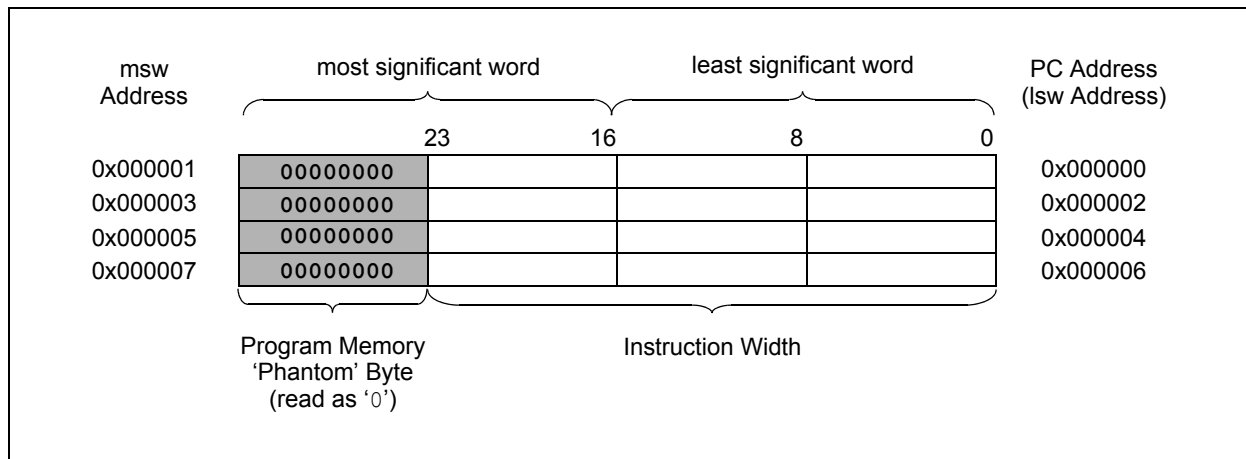 msw
Address
most significant word
least significant word
PC Address
(lsw Address)
23
16
8
0
0x000001
00000000
0x000000
0x000003
00000000
0x000002
0x000005
00000000
0x000004
0x000007
00000000
0x000006
Program Memory
‘Phantom’ Byte
(read as ‘0’)
Instruction Width